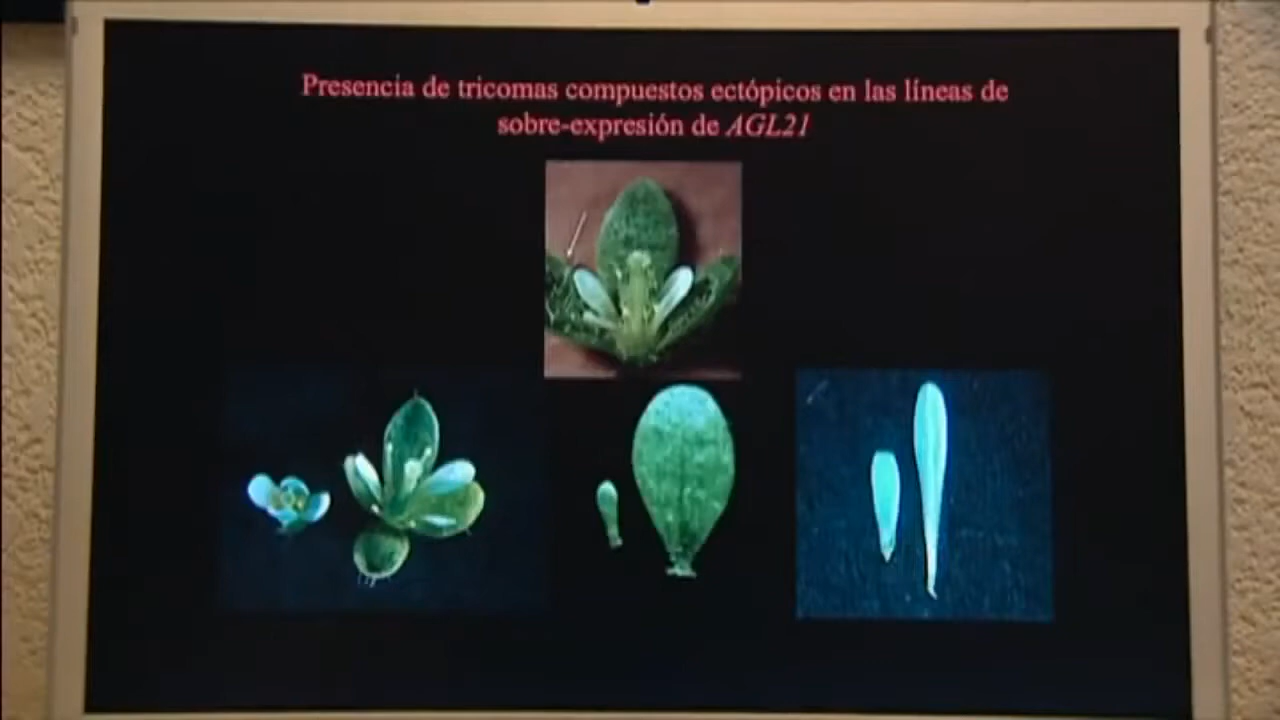 Presencia de tricomas compuestos ectópicos en las líneas de
sobre-expresión de AGL21